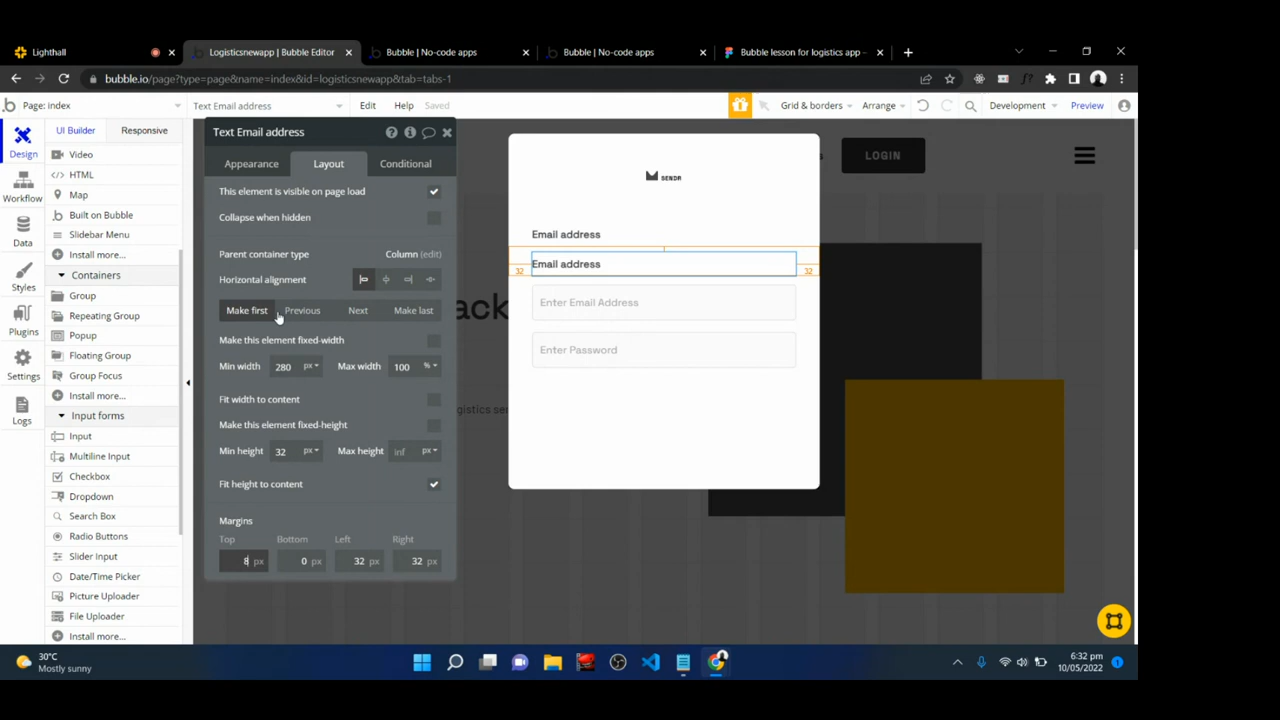 Lighthall
Logisticsnewapp | Bubble Editor
Bubble | No-code apps
Bubble | No-code apps
Bubble lesson for logistics app –
bubble.io/page?type=page&name=index&id=logisticsnewapp&tab=tabs-1
Page: index
Text Email address
Edit
Help
Saved
Grid & borders
Arrange
Development
Preview
UI Builder
Responsive
Design
Workflow
Data
Styles
Plugins
Settings
Logs
Video
HTML
Map
Built on Bubble
Slidebar Menu
Install more...
Containers
Group
Repeating Group
Popup
Floating Group
Group Focus
Install more...
Input forms
Input
Multiline Input
Checkbox
Dropdown
Search Box
Radio Buttons
Slider Input
Date/Time Picker
Picture Uploader
File Uploader
Install more...
Text Email address
Appearance
Layout
Conditional
This element is visible on page load
Collapse when hidden
Parent container type Column (edit)
Horizontal alignment
Make first Previous Next Make last
Make this element fixed-width
Min width 280 px Max width 100 %
Fit width to content
Make this element fixed-height
Min height 32 px Max height inf px
Fit height to content
Margins
Top Bottom Left Right
8 px 0 px 32 px 32 px
SENDR
Email address
Email address
32
32
Enter Email Address
Enter Password
LOGIN
ack
ogistics ser
30°C
Mostly sunny
6:32 pm
10/05/2022
1